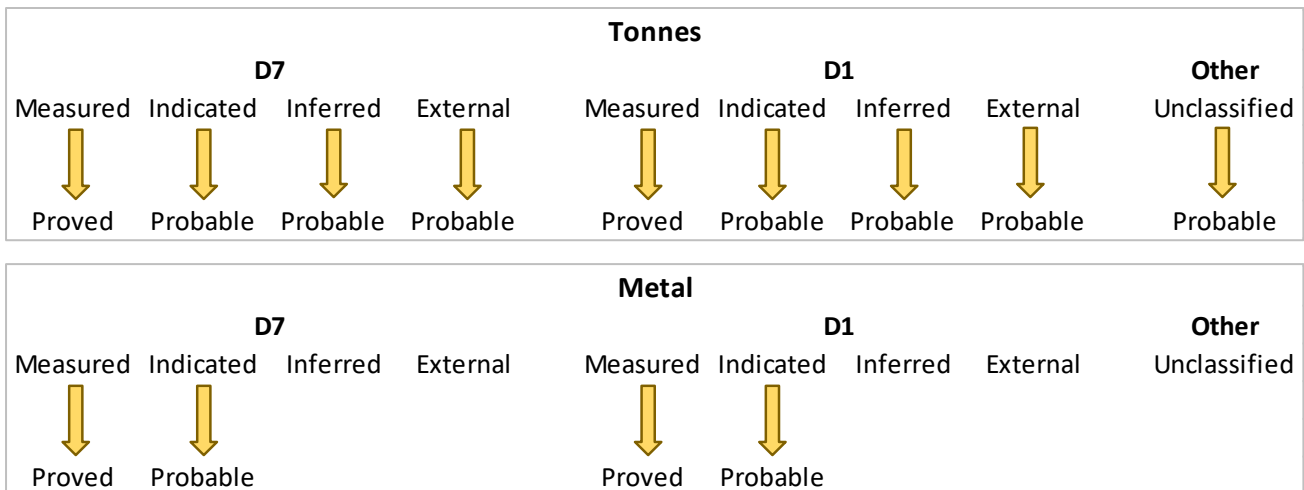 Tonnes
D7 D1 Other
Measured Indicated Inferred External Measured Indicated Inferred External Unclassified
Proved Probable Probable Probable Proved Probable Probable Probable Probable
Metal
D7 D1 Other
Measured Indicated Inferred External Measured Indicated Inferred External Unclassified
Proved Probable Proved Probable